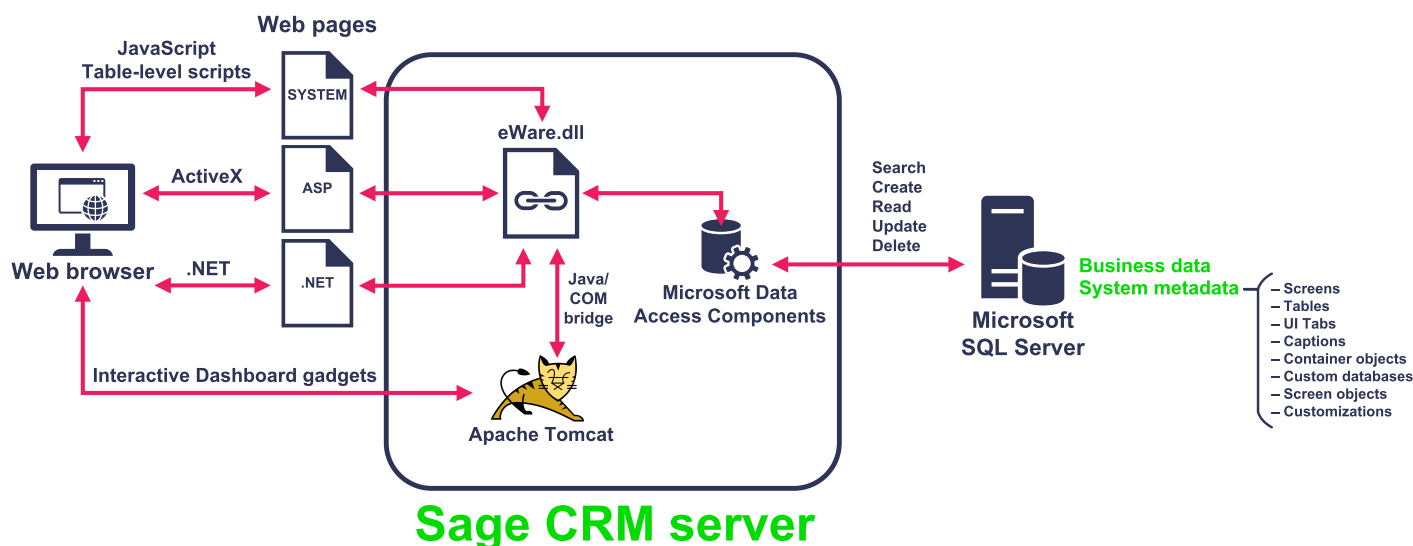 Web pages
JavaScript
Table-level scripts
SYSTEM
eWare.dll
ActiveX
ASP
Web browser
.NET
.NET
Java/
COM
bridge
Interactive Dashboard gadgets
Apache Tomcat
Microsoft Data
Access Components
Search
Create
Read
Update
Delete
Microsoft
SQL Server
Business data
System metadata
– Screens
– Tables
– UI Tabs
– Captions
– Container objects
– Custom databases
– Screen objects
– Customizations
Sage CRM server